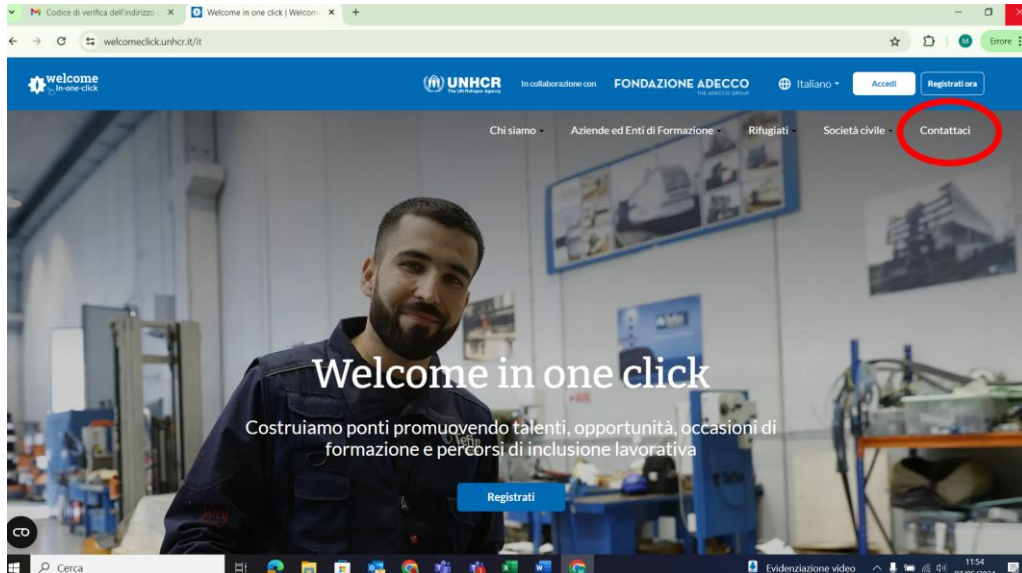 Codice di verifica dell'indirizzo
Welcome in one click | Welcom
welcomeclick.unhcr.it/it
M
Errore
welcome
In-one-click
UNHCR
The UN Refugee Agency
In collaborazione con
FONDAZIONE ADECCO
THE ADECCO GROUP
Italiano
Accedi
Registrati ora
Chi siamo
Aziende ed Enti di Formazione
Rifugiati
Società civile
Contattaci
Welcome in one click
Costruiamo ponti promuovendo talenti, opportunità, occasioni di
formazione e percorsi di inclusione lavorativa
Registrati
Cerca
Evidenziazione video
11:54
07/05/2024